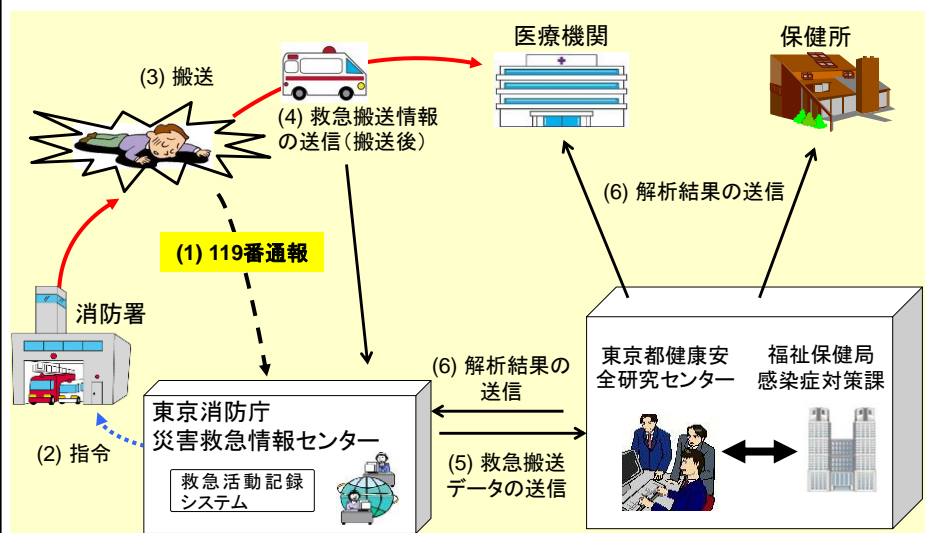 医療機関
保健所
(3) 搬送
(4) 救急搬送情報
の送信(搬送後)
(6) 解析結果の送信
(1) 119番通報
消防署
(2) 指令
東京消防庁
災害救急情報センター
救急活動記録
システム
(6) 解析結果の
送信
(5) 救急搬送
データの送信
東京都健康安
全研究センター
福祉保健局
感染症対策課